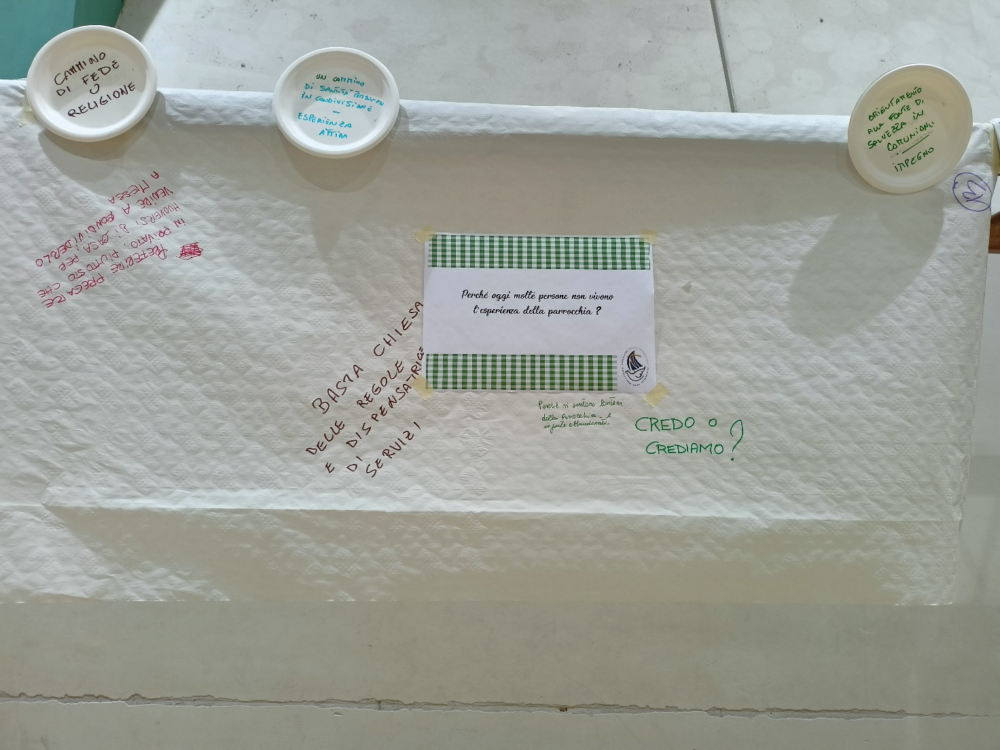 CAMMINO
DI FEDE
O
RELIGIONE
UN CAMMINO
DI SANTITÀ PERSONALE
IN CONDIVISIONE
–
ESPERIENZA
ATTIVA
ORIENTAMENTO
ALLA FONTE DI
SALVEZZA IN
COMUNIONE
IMPEGNO
PREFERIRE PREGARE
IN PRIVATO, PIUTTOSTO CHE
MUOVERSI DI CASA, PER
VENIRE A CONDIVIDERLO
A MESSA
Perché oggi molte persone non vivono
l'esperienza della parrocchia ?
BASTA CHIESA
DELLE REGOLE
E DISPENSATRICE
DI
SERVIZI
Perché si sentono lontani
dalla Parrocchia e
in parte abbandonati.
CREDO O
CREDIAMO?